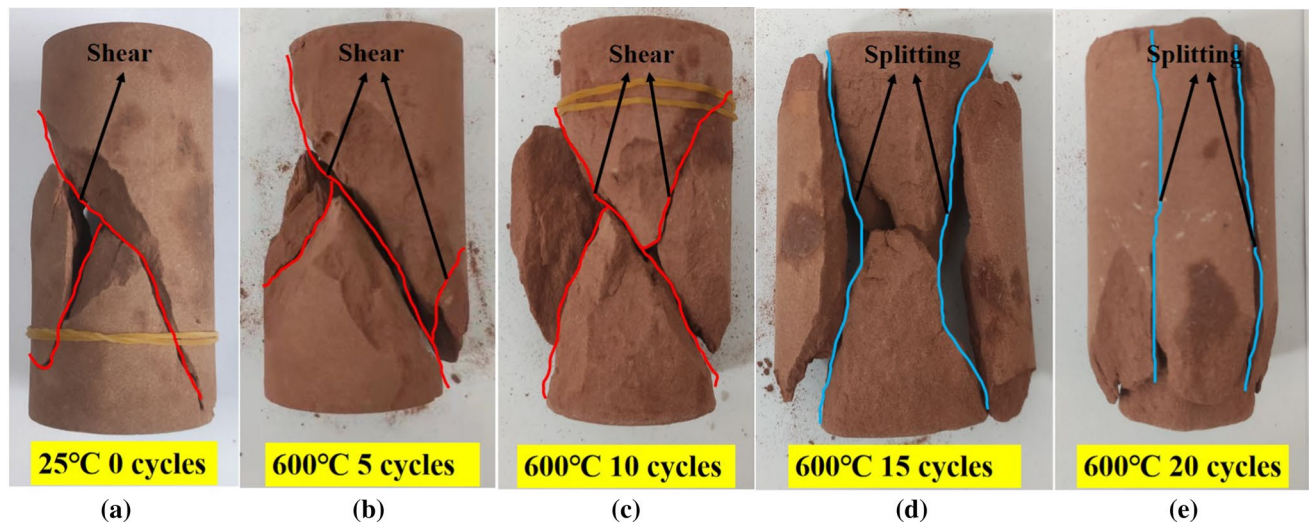 Shear
Shear
Shear
Splitting
Splitting
25℃ 0 cycles
600℃ 5 cycles
600℃ 10 cycles
600℃ 15 cycles
600℃ 20 cycles
(a)
(b)
(c)
(d)
(e)